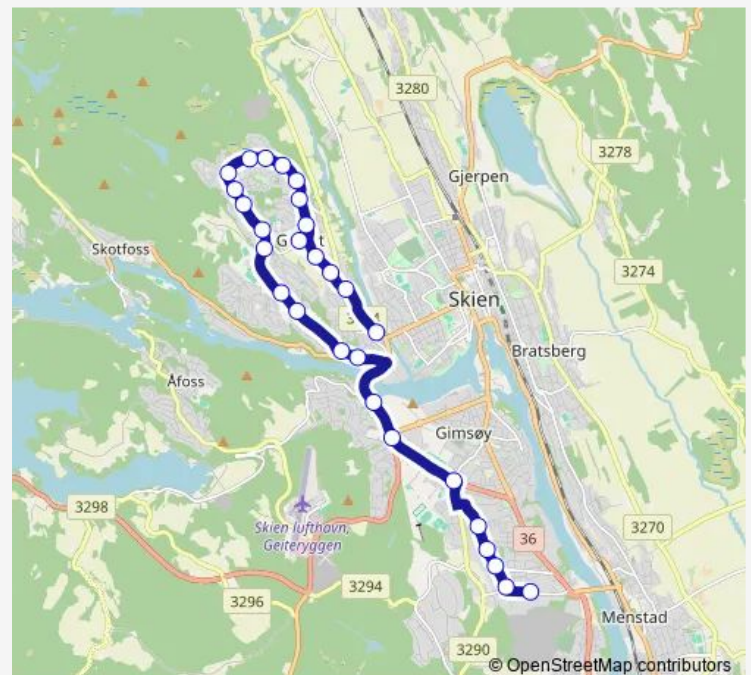 3280
Gjerpen
3278
Skotfoss
G t
3274
Skien
Bratsberg
Åfoss
Gimsøy
3298
Skien lufthavn,
Geiteryggen
36
3270
3296
3294
Menstad
3290
© OpenStreetMap contributors